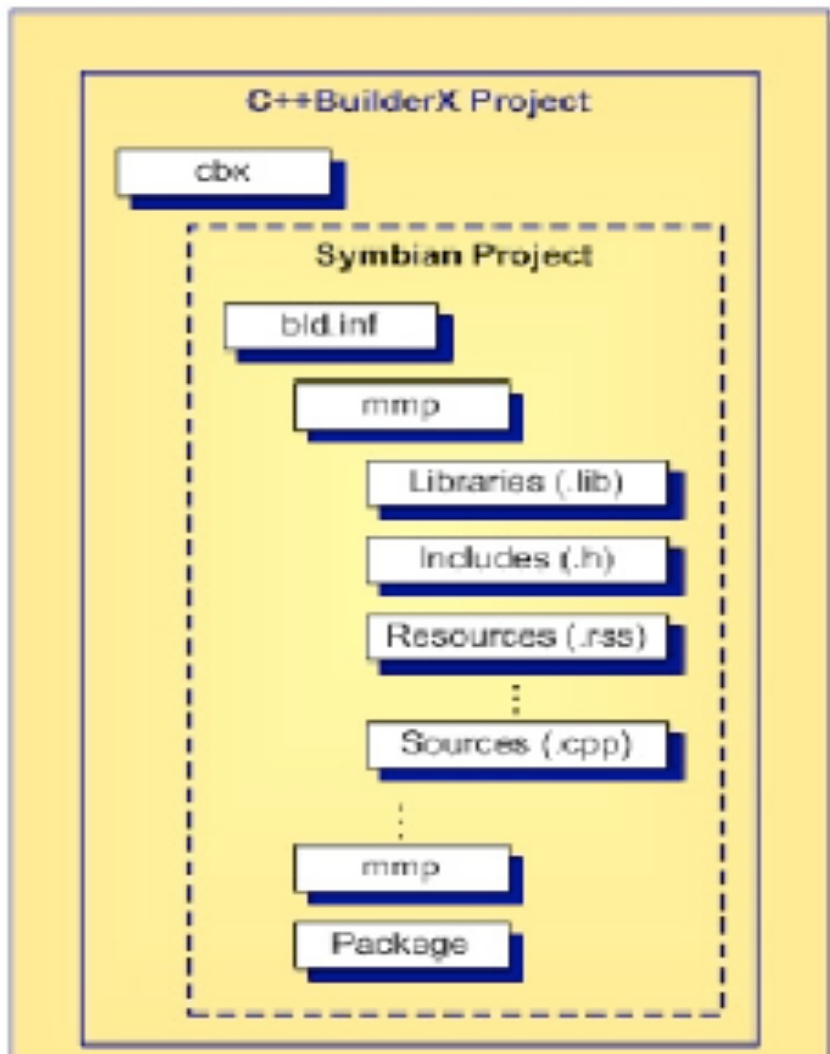 C++BuilderX Project
cbx
Symbian Project
bld.inf
mmp
Libraries (.lib)
Includes (.h)
Resources (.rss)
Sources (.cpp)
mmp
Package